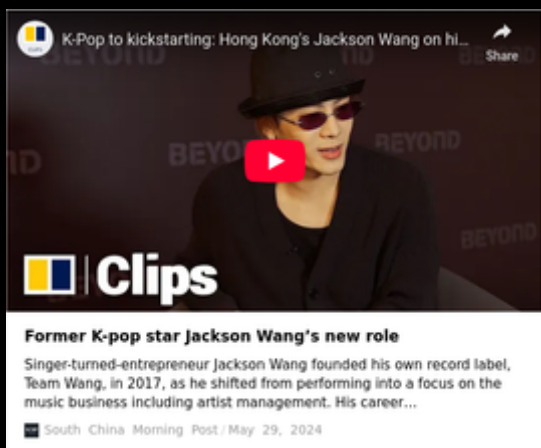 K-Pop to kickstarting: Hong Kong's Jackson Wang on hi...
Share
BEYOND
BEYOND
BEYOND
Clips
Former K-pop star Jackson Wang’s new role
Singer-turned-entrepreneur Jackson Wang founded his own record label,
Team Wang, in 2017, as he shifted from performing into a focus on the
music business including artist management. His career...
South China Morning Post / May 29, 2024